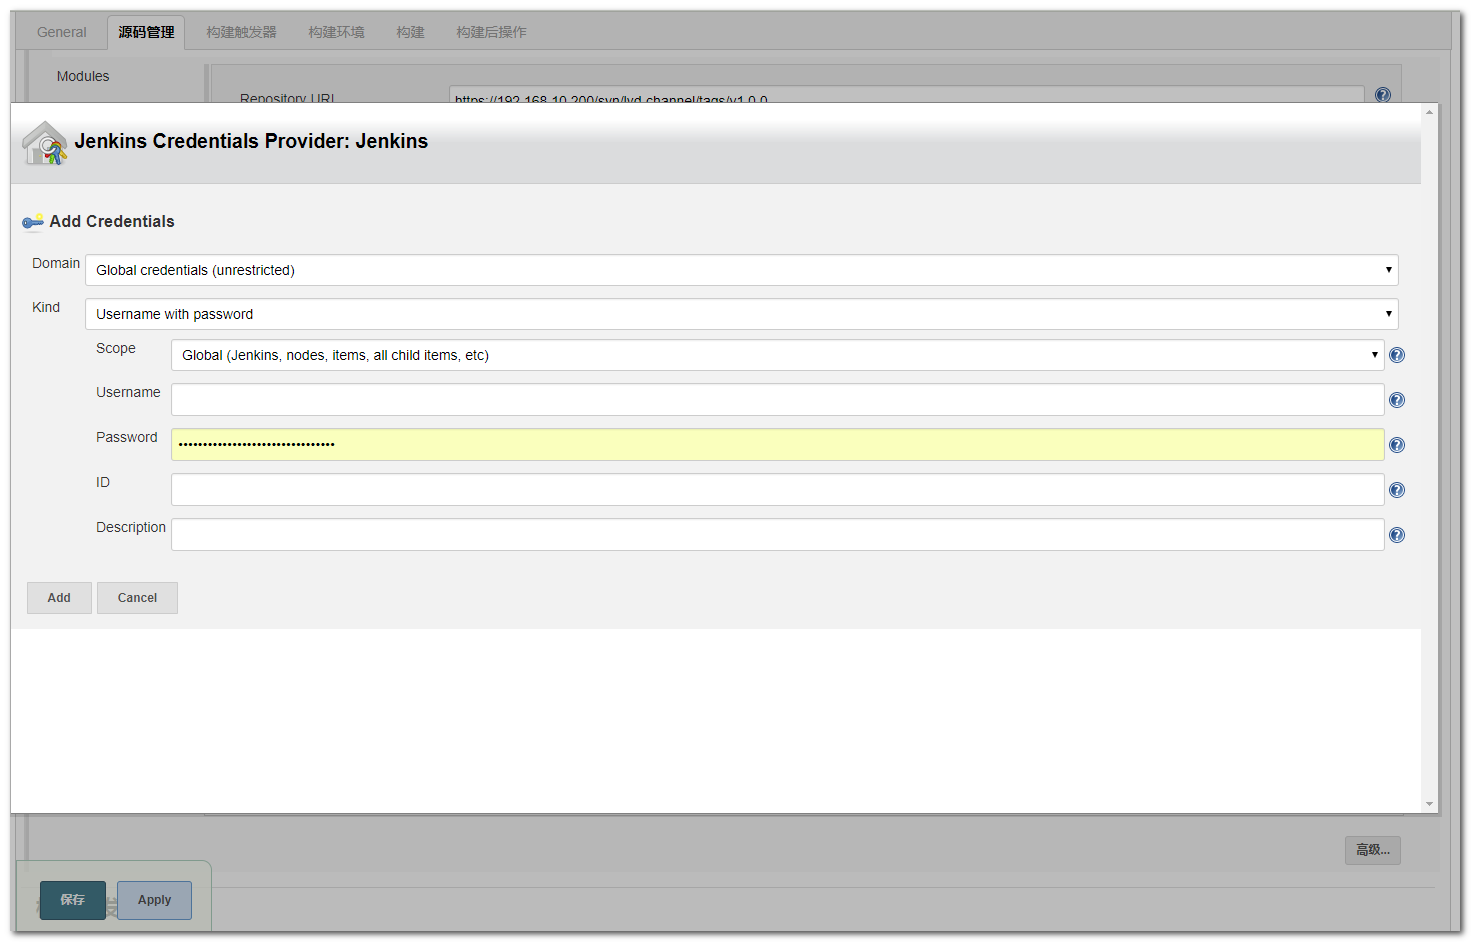 General 源码管理 构建触发器 构建环境 构建 构建后操作
Modules
Repository URL https://192.168.10.200/svn/lyd-channel/tags/v1.0.0
Jenkins Credentials Provider: Jenkins
Add Credentials
Domain Global credentials (unrestricted)
Kind Username with password
Scope Global (Jenkins, nodes, items, all child items, etc)
Username
Password ••••••••••••••••••••••••••••••••
ID
Description
Add Cancel
高级...
保存 Apply